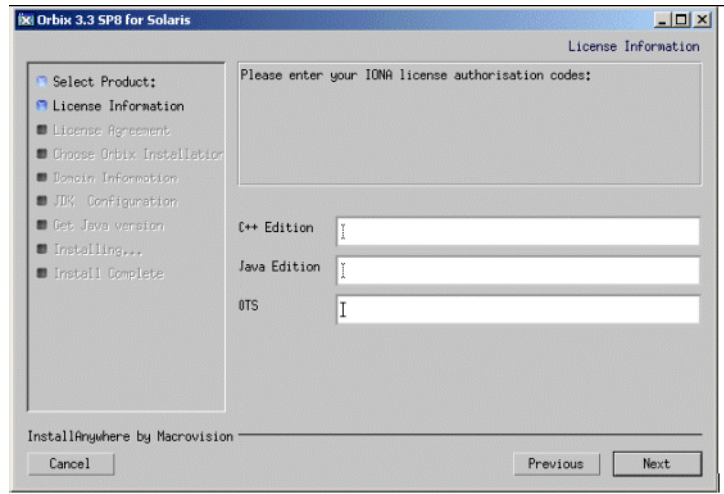 Orbix 3.3 SP8 for Solaris
License Information
Select Product:
License Information
License Agreement
Choose Orbix Installation
Domain Information
JDK Configuration
Get Java version
Installing...
Install Complete
Please enter your IONA license authorisation codes:
C++ Edition
Java Edition
OTS
InstallAnywhere by Macrovision
Cancel
Previous
Next